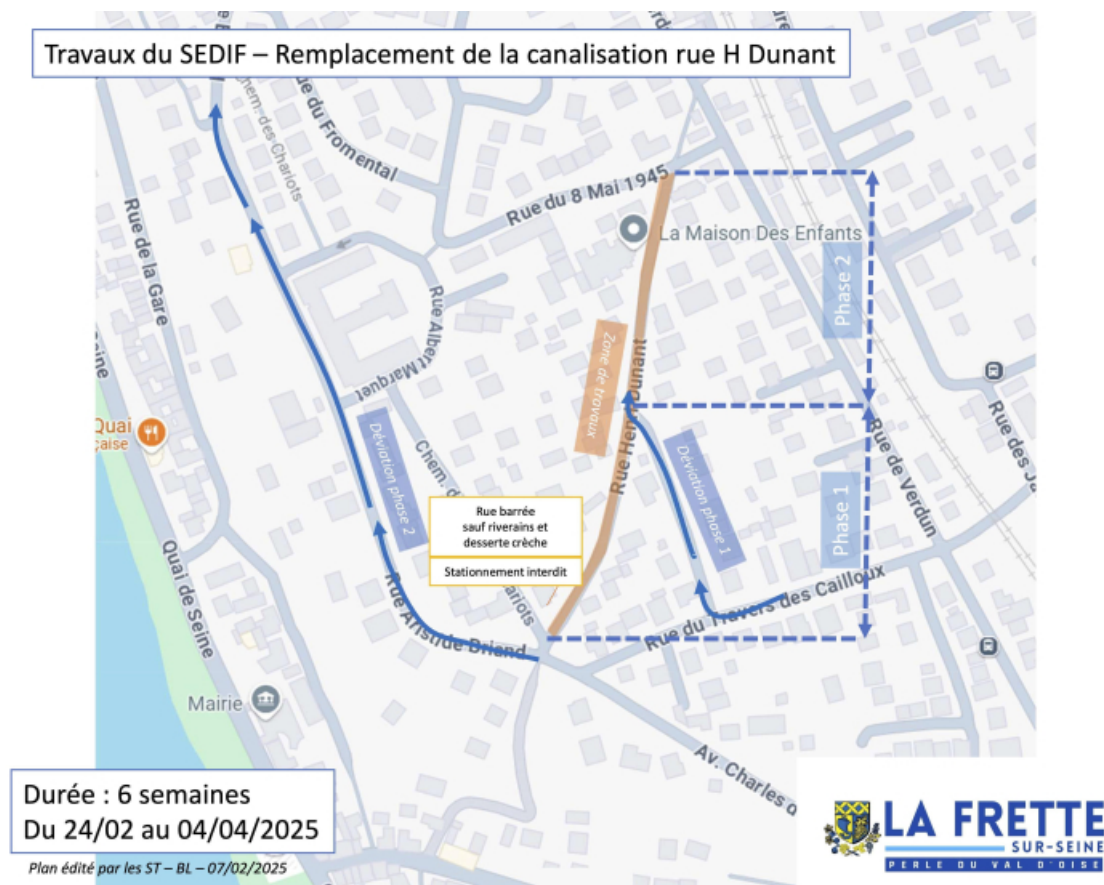 Travaux du SEDIF – Remplacement de la canalisation rue H Dunant
Chem. des Chariots
Rue du Fromental
Rue du 8 Mai 1945
La Maison Des Enfants
Rue de la Gare
Phase 2
Rue Albert Marquet
Zone de travaux
Rue Henri Dunant
Quai
çaise
Seine
Rue de Verdun
Rue des
Déviation phase 2
Déviation phase 1
Phase 1
Chem. d
Chariots
Rue barrée
sauf riverains et
desserte crèche
Stationnement interdit
Quai de Seine
Rue Aristide Briand
Rue du Travers des Cailloux
Mairie
Av. Charles
Durée : 6 semaines
Du 24/02 au 04/04/2025
Plan édité par les ST – BL – 07/02/2025
LA FRETTE
SUR-SEINE
PERLE DU VAL D'OISE